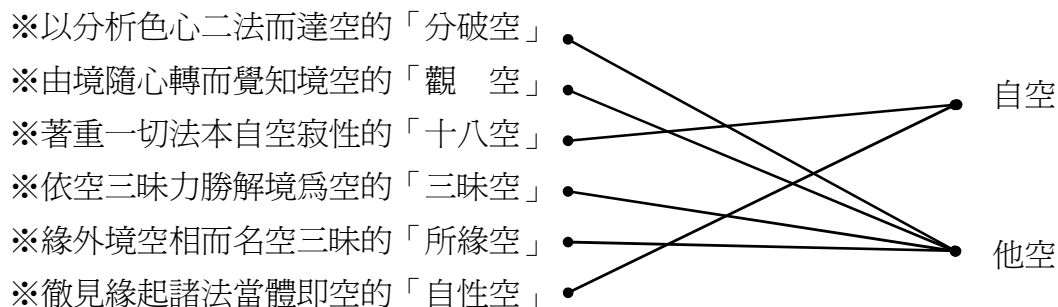 ※以分析色心二法而達空的「分破空」
※由境隨心轉而覺知境空的「觀　空」
自空
※著重一切法本自空寂性的「十八空」
※依空三昧力勝解境爲空的「三昧空」
※緣外境空相而名空三昧的「所緣空」
他空
※徹見緣起諸法當體即空的「自性空」